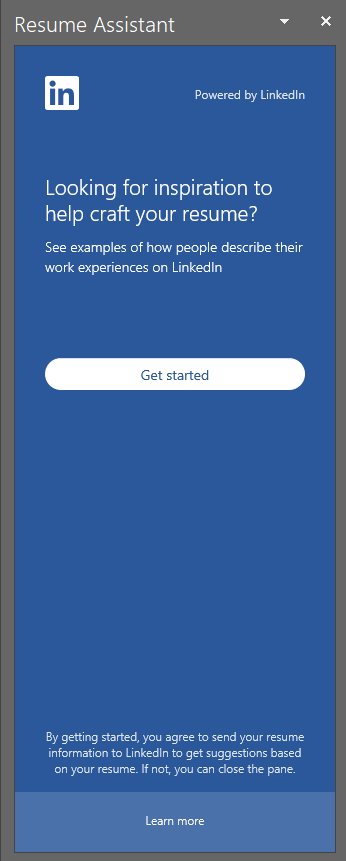 Resume Assistant
in
Powered by LinkedIn
Looking for inspiration to
help craft your resume?
See examples of how people describe their
work experiences on LinkedIn
Get started
By getting started, you agree to send your resume
information to LinkedIn to get suggestions based
on your resume. If not, you can close the pane.
Learn more